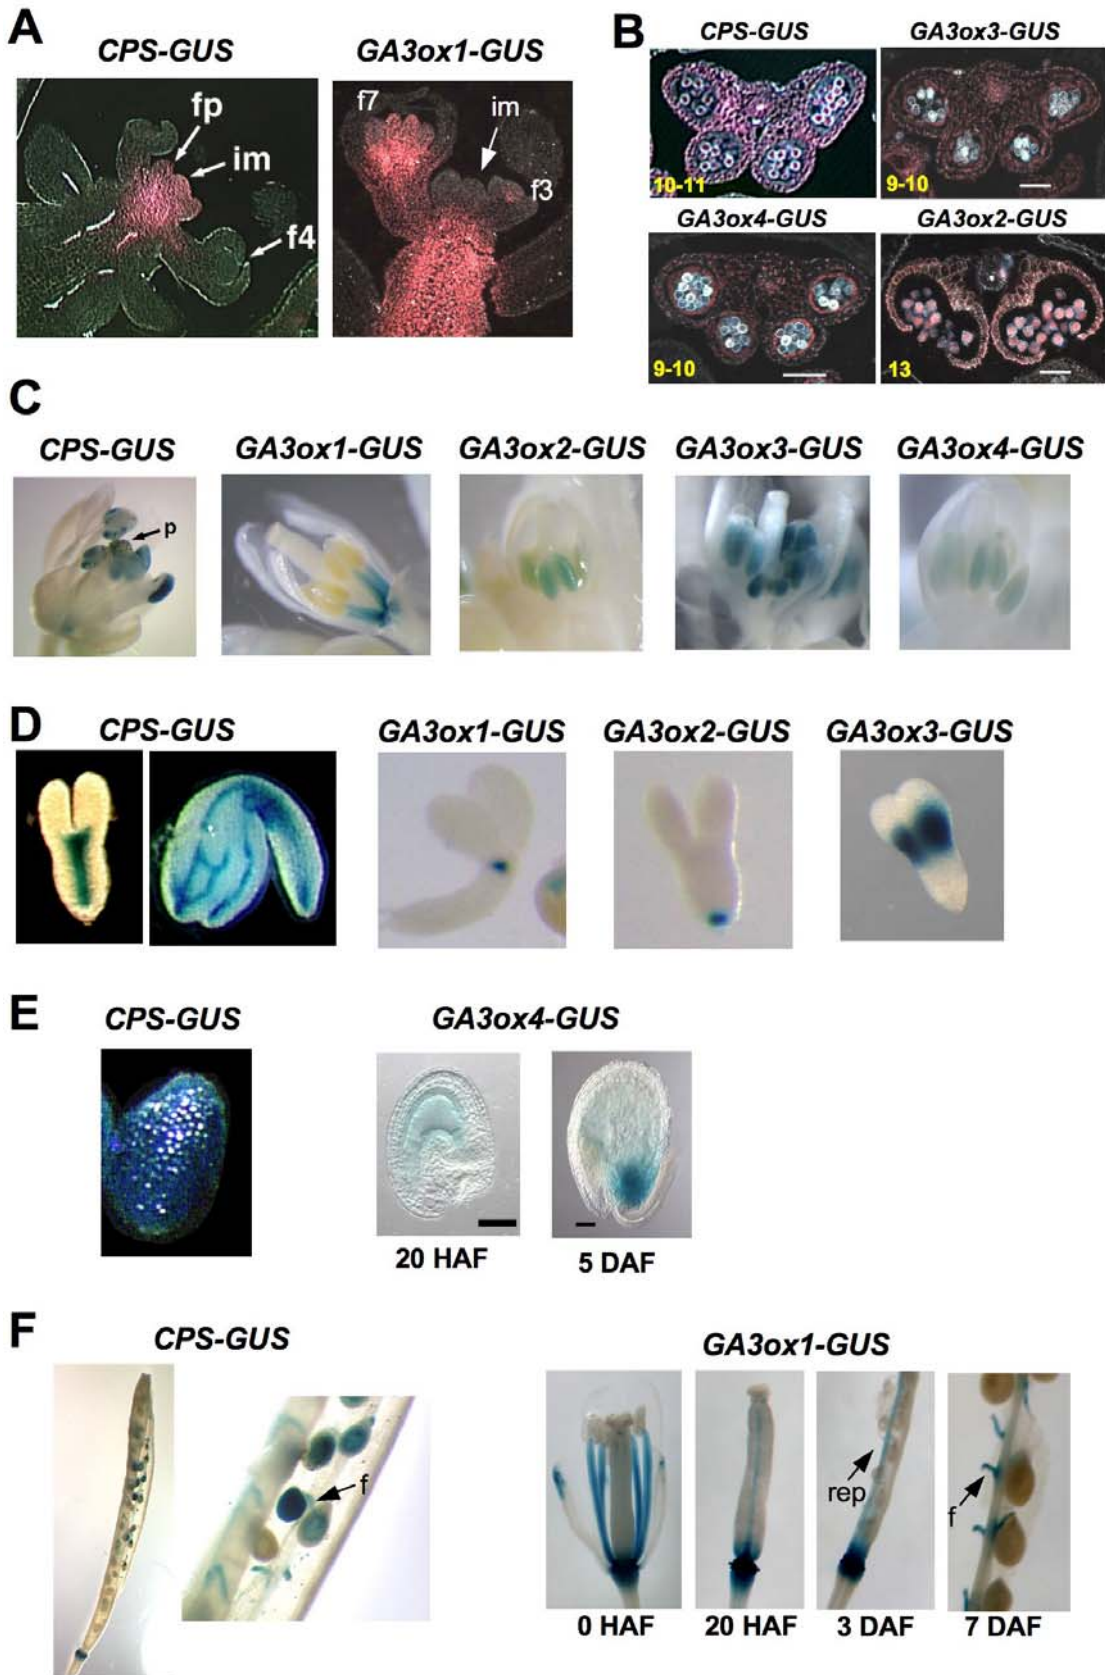 A
CPS-GUS GA3ox1-GUS
fp
im
f4
f7
im
f3
B
CPS-GUS GA3ox3-GUS
10-11 9-10
GA3ox4-GUS GA3ox2-GUS
9-10 13
C
CPS-GUS GA3ox1-GUS GA3ox2-GUS GA3ox3-GUS GA3ox4-GUS
p
D
CPS-GUS GA3ox1-GUS GA3ox2-GUS GA3ox3-GUS
E
CPS-GUS GA3ox4-GUS
20 HAF 5 DAF
F
CPS-GUS GA3ox1-GUS
f
rep
f
0 HAF 20 HAF 3 DAF 7 DAF